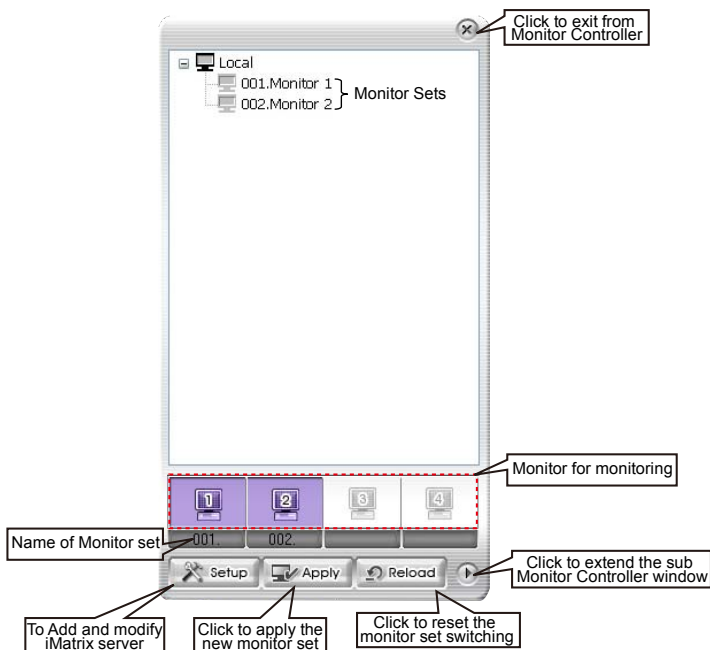 Click to exit from
Monitor Controller
Local
001.Monitor 1
002.Monitor 2
Monitor Sets
Monitor for monitoring
1 2 3 4
Name of Monitor set
001. 002.
Setup Apply Reload
Click to extend the sub
Monitor Controller window
To Add and modify
iMatrix server
Click to apply the
new monitor set
Click to reset the
monitor set switching